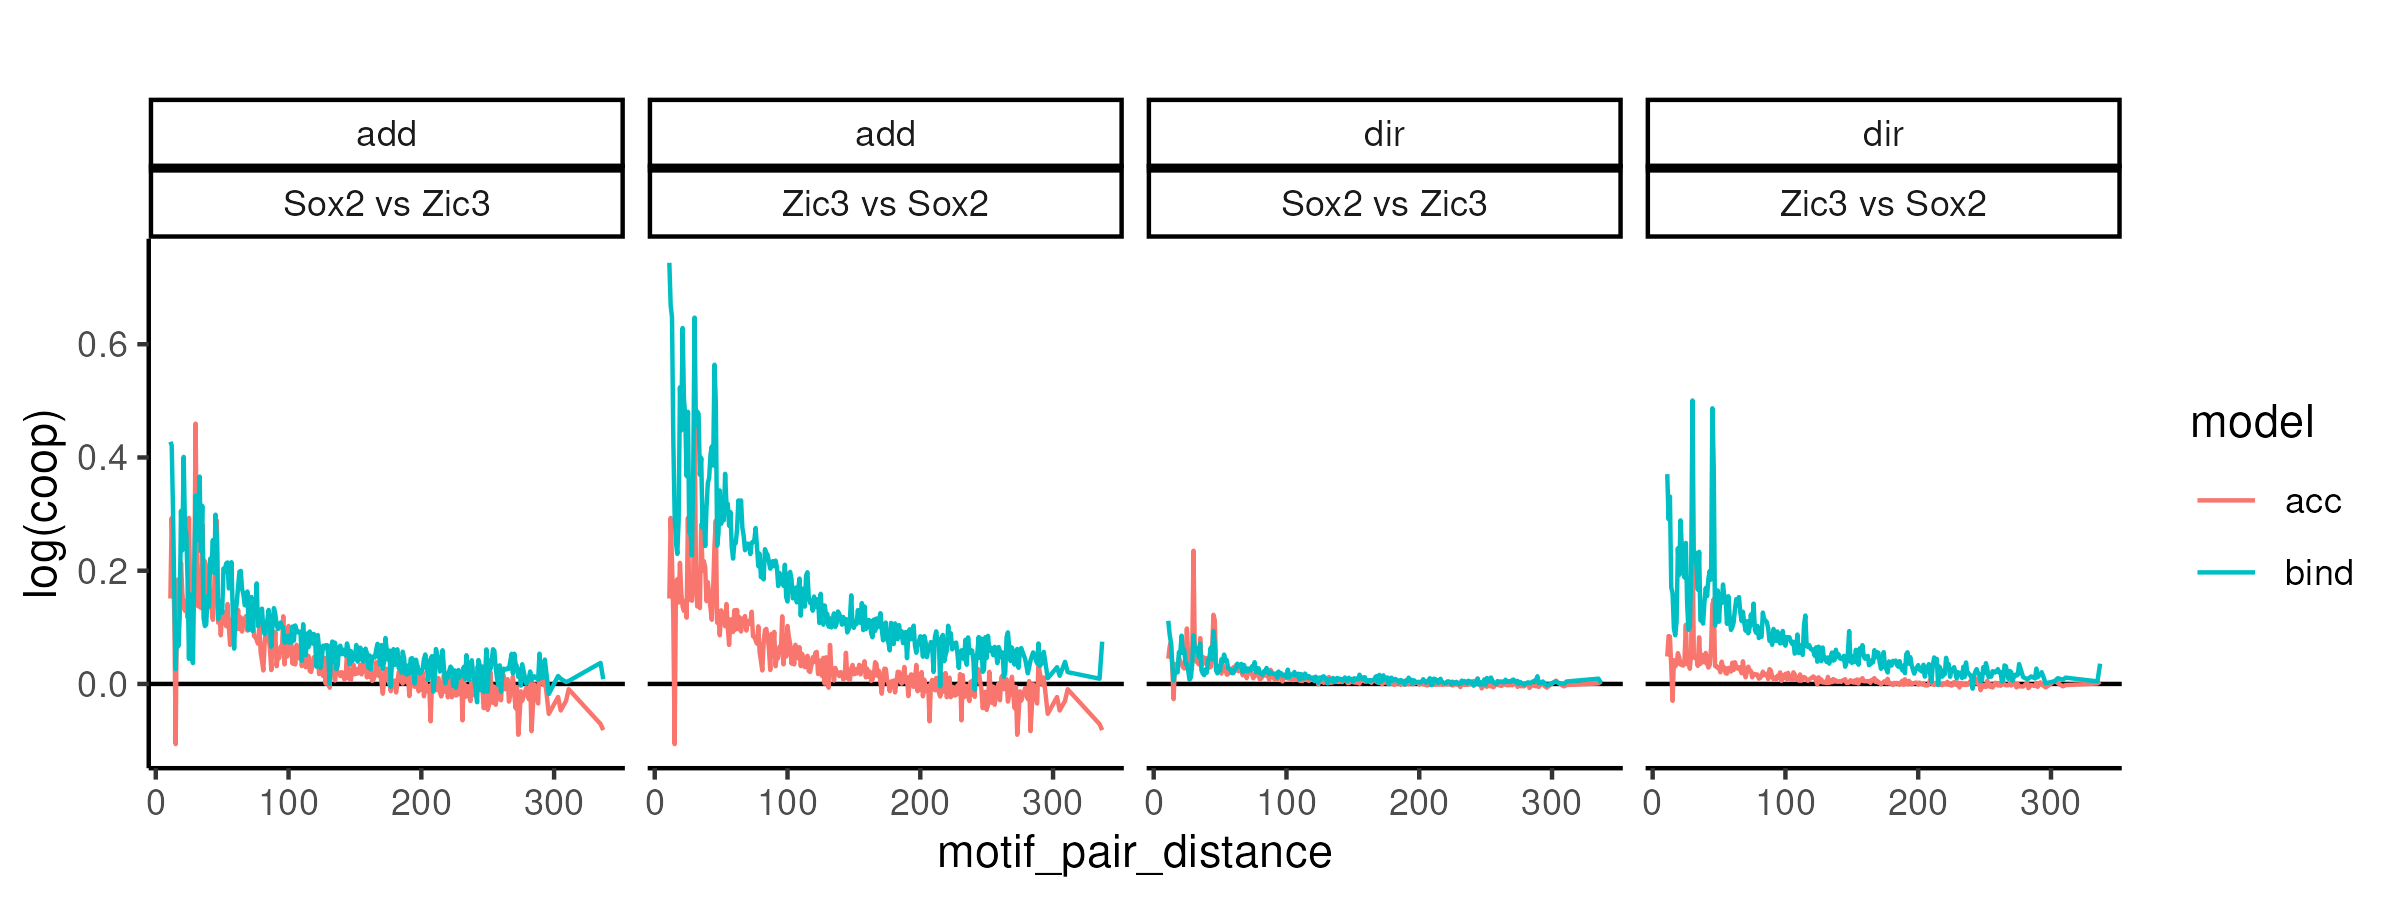 add
add
dir
dir
Sox2 vs Zic3
Zic3 vs Sox2
Sox2 vs Zic3
Zic3 vs Sox2
log(coop)
0.6
0.4
0.2
0.0
0 100 200 300
0 100 200 300
0 100 200 300
0 100 200 300
motif_pair_distance
model
acc
bind